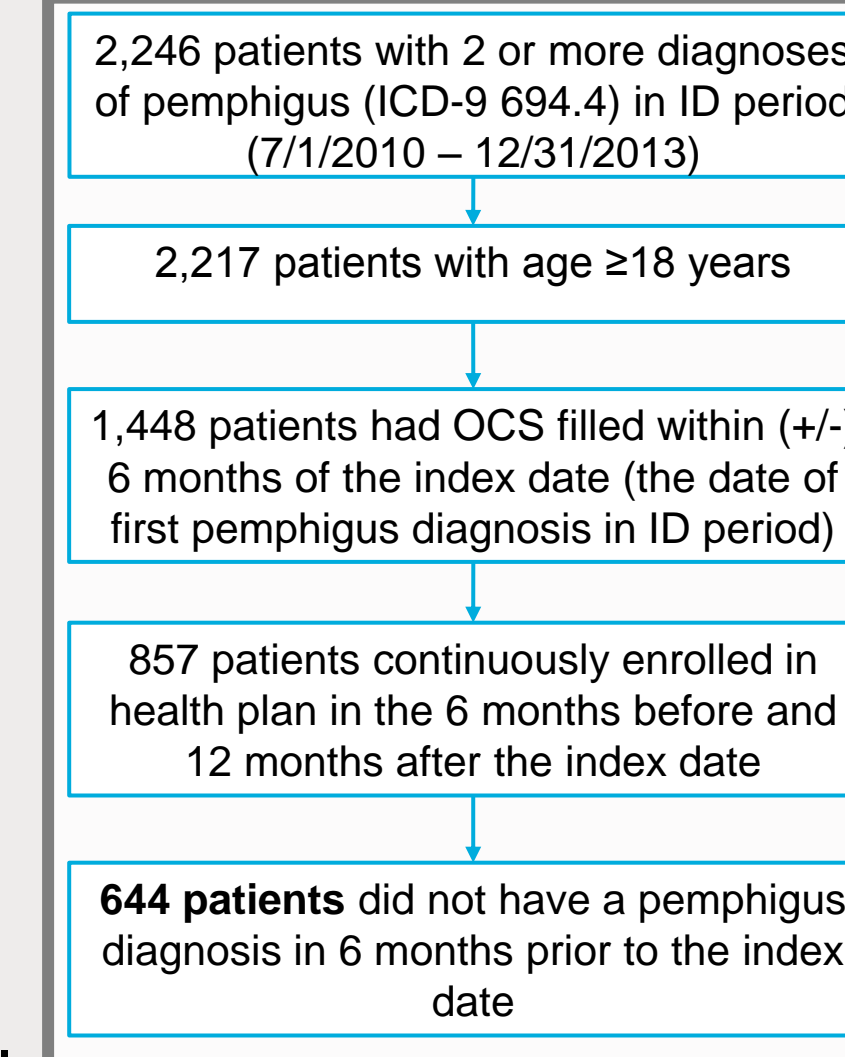 2,246 patients with 2 or more diagnoses
of pemphigus (ICD-9 694.4) in ID period
(7/1/2010 – 12/31/2013)
2,217 patients with age ≥18 years
1,448 patients had OCS filled within (+/-)
6 months of the index date (the date of
first pemphigus diagnosis in ID period)
857 patients continuously enrolled in
health plan in the 6 months before and
12 months after the index date
644 patients did not have a pemphigus
diagnosis in 6 months prior to the index
date